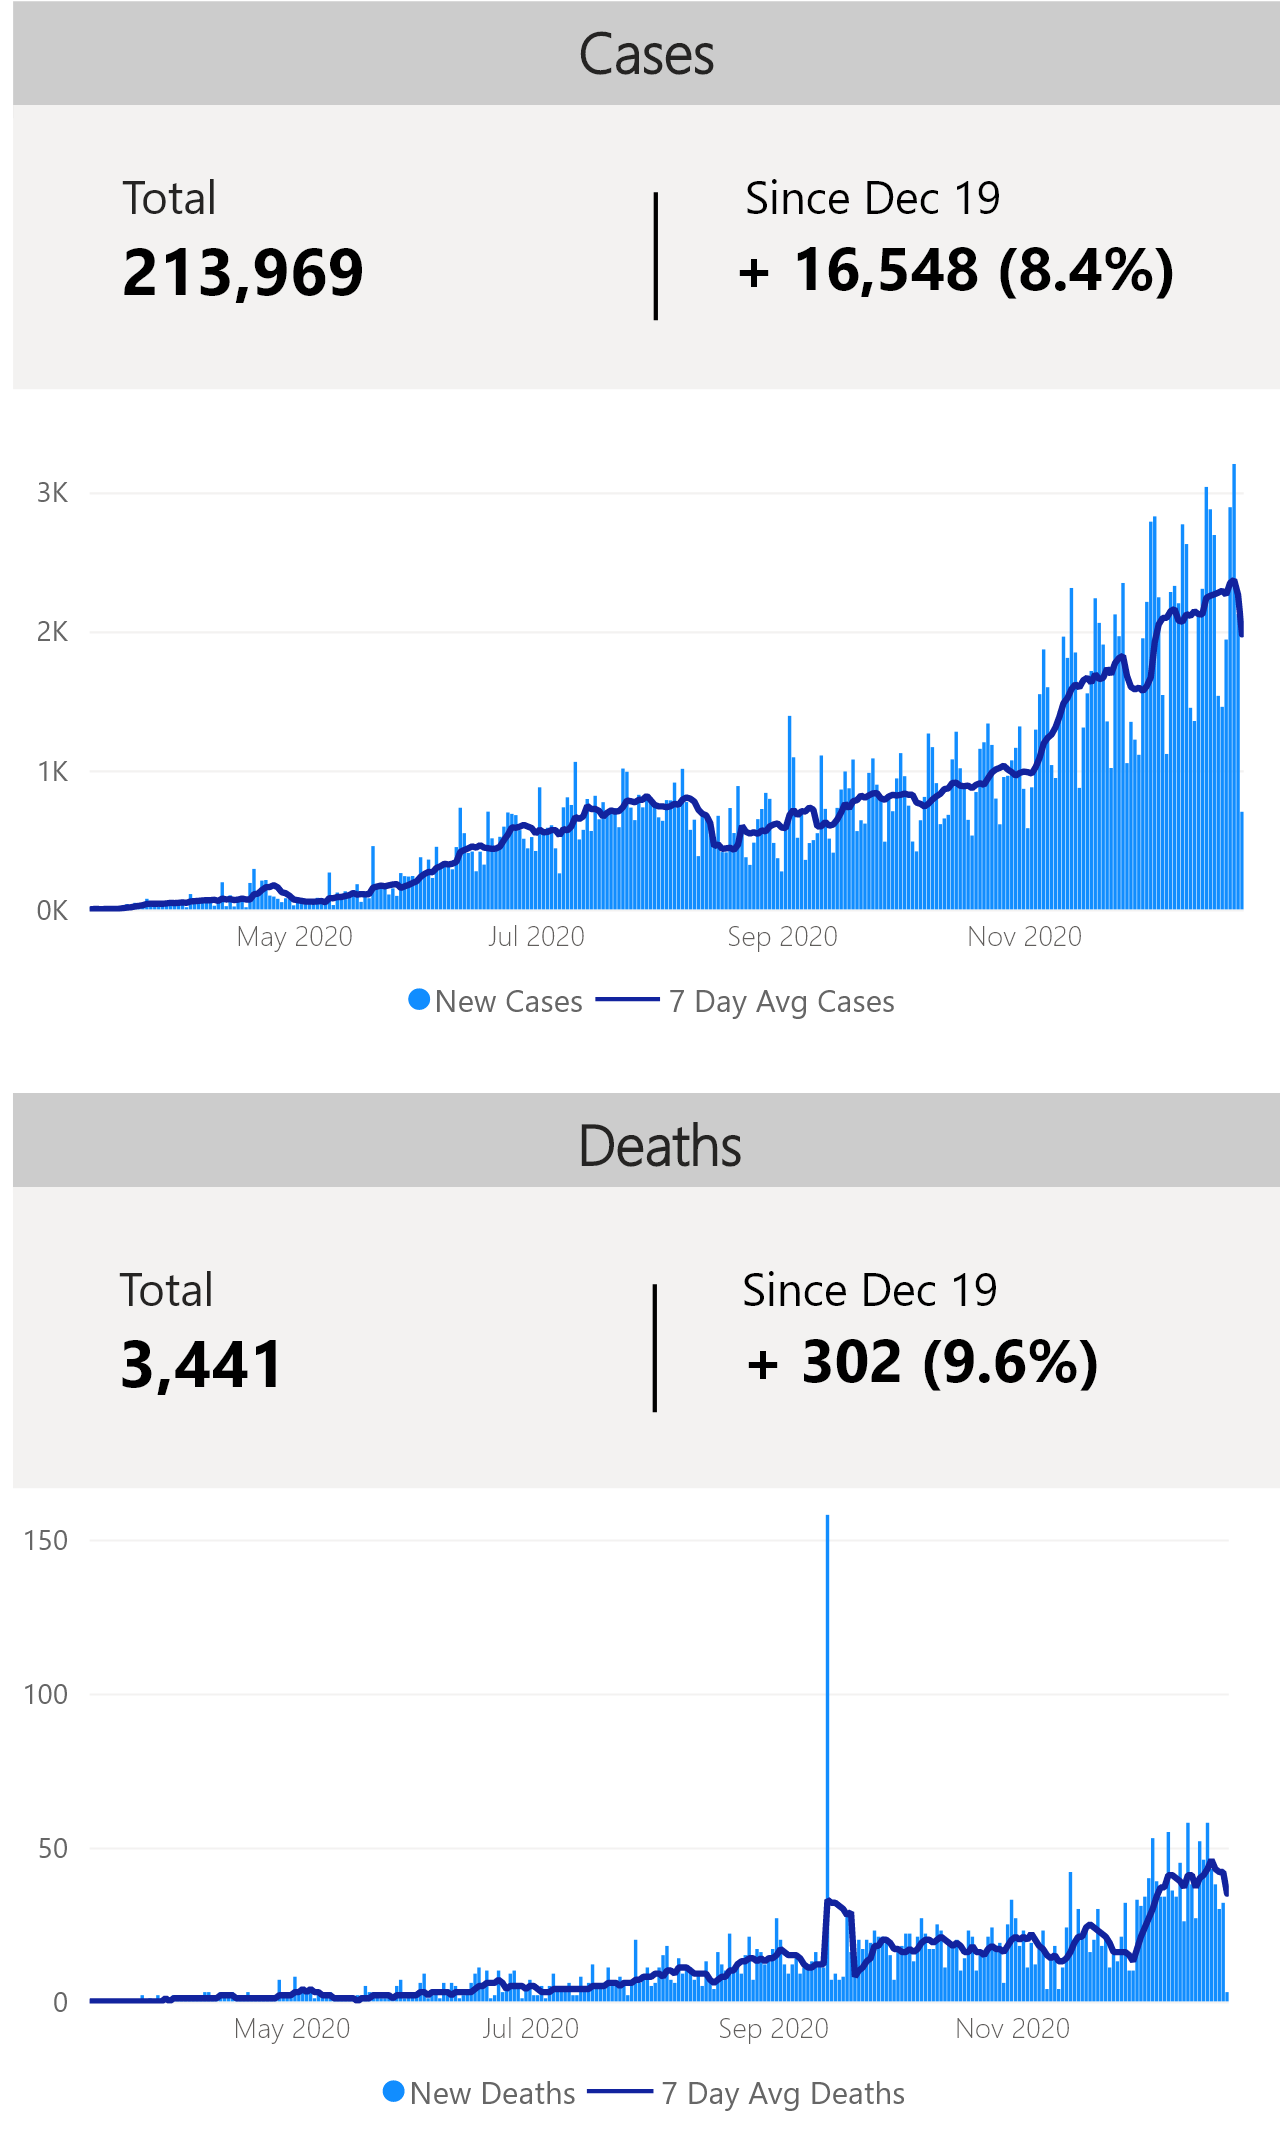 Cases
Total
Since Dec 19
213,969
+ 16,548 (8.4%)
3K
2K
1K
0K
May 2020
Jul 2020
Sep 2020
Nov 2020
New Cases
7 Day Avg Cases
Deaths
Total
Since Dec 19
3,441
+ 302 (9.6%)
150
100
50
0
May 2020
Jul 2020
Sep 2020
Nov 2020
New Deaths
7 Day Avg Deaths